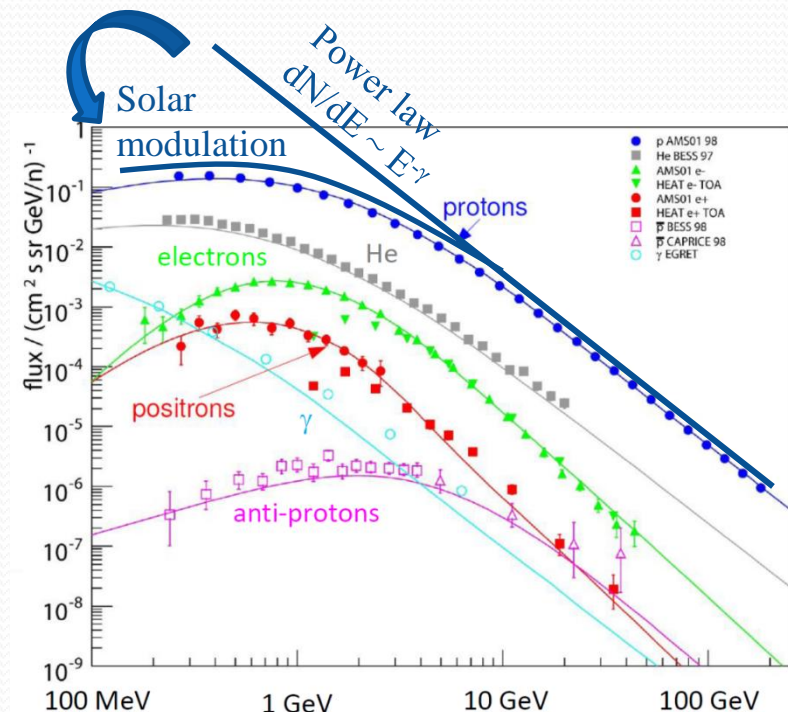 Solar
modulation
Power law
dN/dE ~ E-γ
flux / (cm 2 s sr GeV/n) -1
1
10-1
10-2
10-3
10-4
10-5
10-6
10-7
10-8
10-9
p AMS01 98
He BESS 97
AMS01 e-
HEAT e- TOA
AMS01 e+
HEAT e+ TOA
p̅ BESS 98
p̅ CAPRICE 98
γ EGRET
protons
He
electrons
positrons
γ
anti-protons
100 MeV
1 GeV
10 GeV
100 GeV